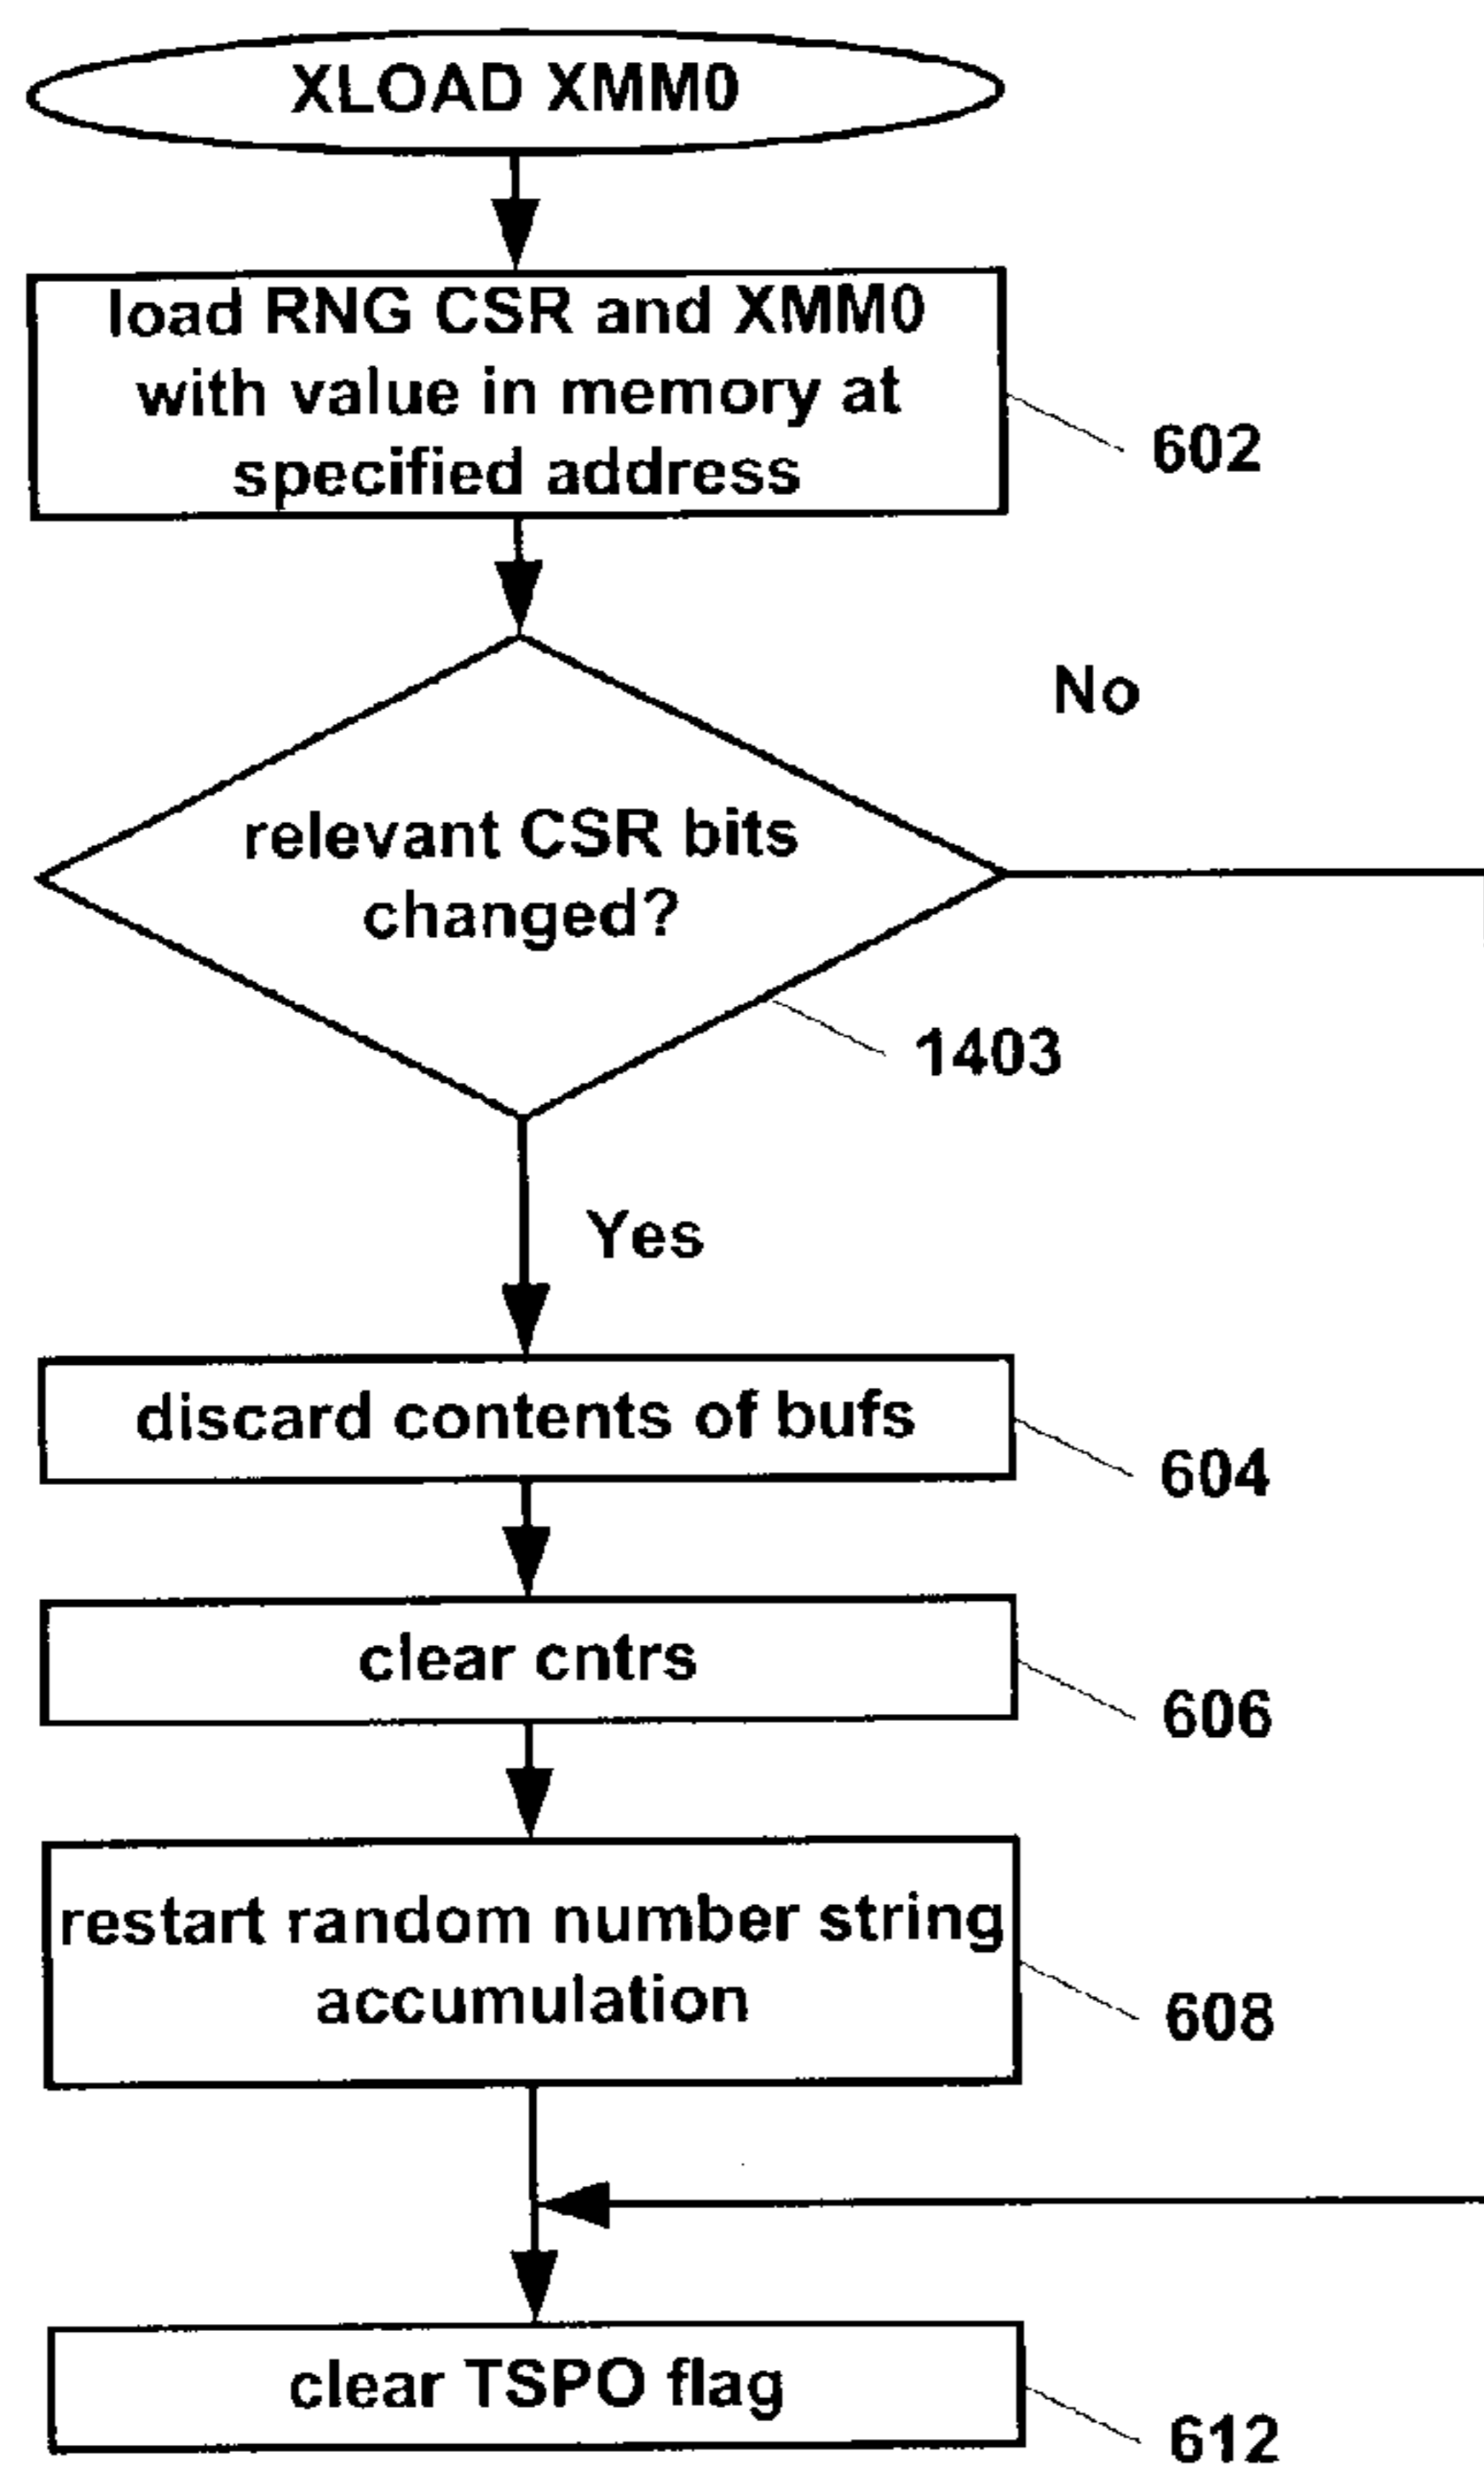 XLOAD XMM0
load RNG CSR and XMM0
with value in memory at
specified address
602
No
relevant CSR bits
changed?
1403
Yes
discard contents of bufs
604
clear cntrs
606
restart random number string
accumulation
608
clear TSPO flag
612